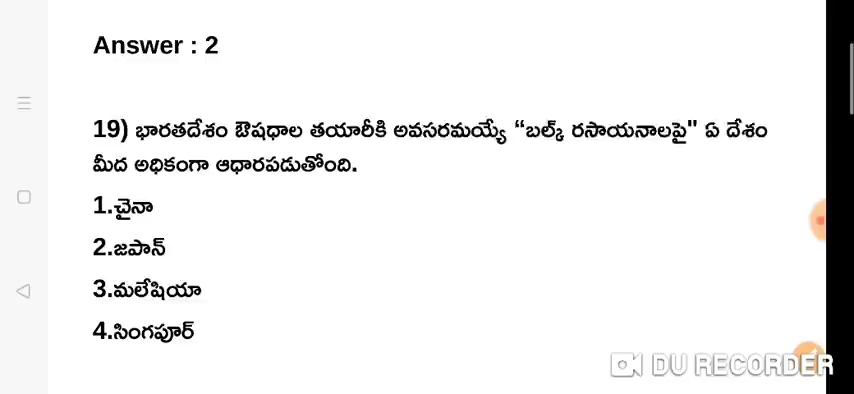 Answer : 2
19) భారతదేశం ఔషధాల తయారీకి అవసరమయ్యే “బల్క్ రసాయనాలపై" ఏ దేశం
మీద అధికంగా ఆధారపడుతోంది.
1.చైనా
2.జపాన్
3.మలేషియా
4.సింగపూర్
DU RECORDER